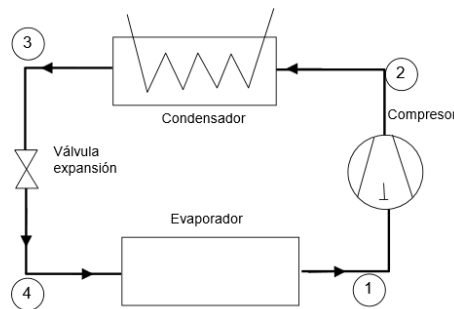 3
2
Condensador
Compresor
Válvula
expansión
Evaporador
4
1